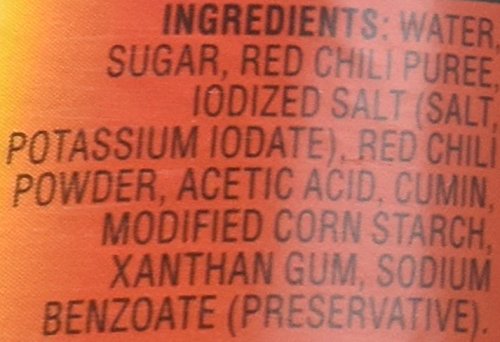 INGREDIENTS: WATER,
SUGAR, RED CHILI PUREE,
IODIZED SALT (SALT,
POTASSIUM IODATE), RED CHILI
POWDER, ACETIC ACID, CUMIN,
MODIFIED CORN STARCH,
XANTHAN GUM, SODIUM
BENZOATE (PRESERVATIVE).